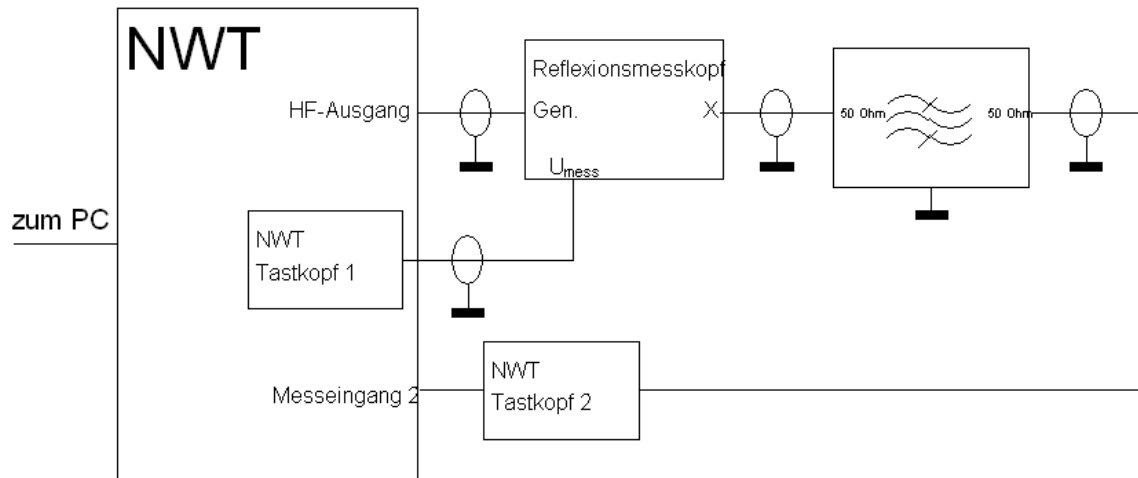 NWT
HF-Ausgang
Reflexionsmesskopf
Gen.
X
Umess
50 Ohm
50 Ohm
zum PC
NWT
Tastkopf 1
Messeingang 2
NWT
Tastkopf 2